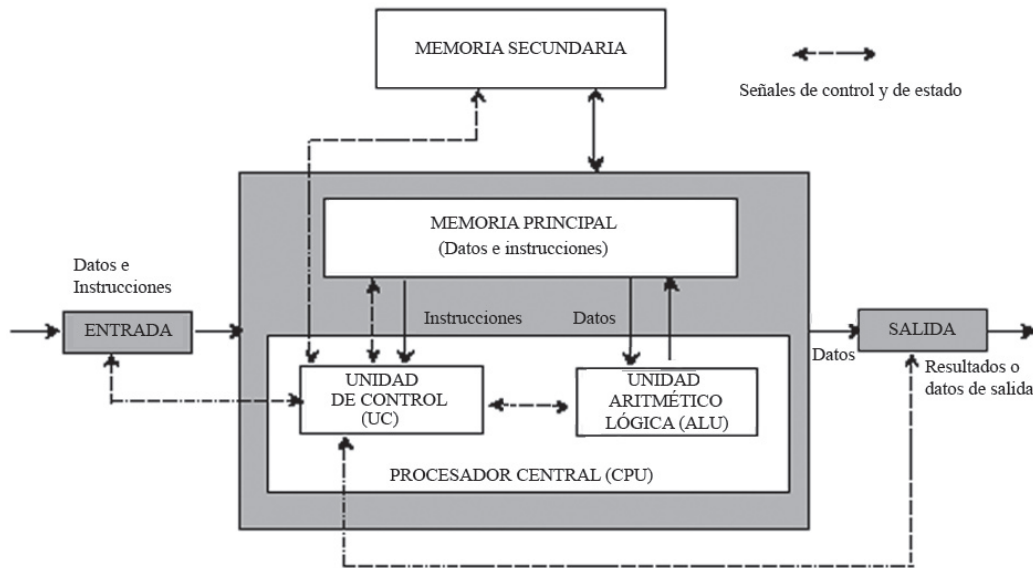 MEMORIA SECUNDARIA
Señales de control y de estado
MEMORIA PRINCIPAL
(Datos e instrucciones)
Datos e
Instrucciones
ENTRADA
Instrucciones
Datos
SALIDA
Datos
Resultados o
datos de salida
UNIDAD
DE CONTROL
(UC)
UNIDAD
ARITMÉTICO
LÓGICA (ALU)
PROCESADOR CENTRAL (CPU)